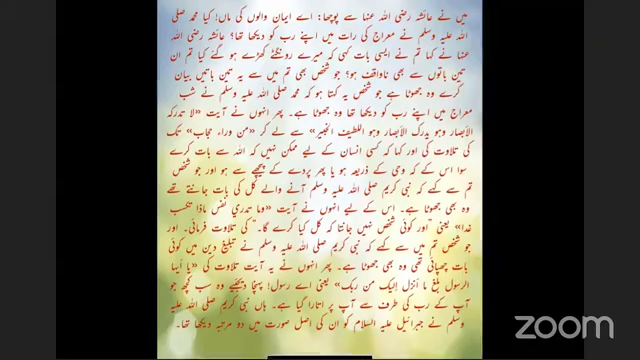 میں نے عائشہ رضی اللہ عنہا سے پوچھا: اے ایمان والوں کی ماں! کیا محمد صلی
اللہ علیہ وسلم نے معراج کی رات میں اپنے رب کو دیکھا تھا؟ عائشہ رضی اللہ
عنہا نے کہا تم نے ایسی بات کہی کہ میرے رونگٹے کھڑے ہو گئے کیا تم ان
تین باتوں سے بھی ناواقف ہو؟ جو شخص بھی تم میں سے یہ تین باتیں بیان
کرے وہ جھوٹا ہے جو شخص یہ کہتا ہو کہ محمد صلی اللہ علیہ وسلم نے شب
معراج میں اپنے رب کو دیکھا تھا وہ جھوٹا ہے۔ پھر انہوں نے آیت «لا تدركه
الأبصار وهو يدرك الأبصار وهو اللطيف الخبير» سے لے کر «من وراء حجاب» تک
کی تلاوت کی اور کہا کہ کسی انسان کے لیے ممکن نہیں کہ اللہ سے بات کرے
سوا اس کے کہ وحی کے ذریعہ ہو یا پھر پردے کے پیچھے سے ہو اور جو شخص
تم سے کہے کہ نبی کریم صلی اللہ علیہ وسلم آنے والے کل کی بات جانتے تھے
وہ بھی جھوٹا ہے۔ اس کے لیے انہوں نے آیت «وما تدري نفس ماذا تكسب
غدا» یعنی ”اور کوئی شخص نہیں جانتا کہ کل کیا کرے گا۔“ کی تلاوت فرمائی۔ اور
جو شخص تم میں سے کہے کہ نبی کریم صلی اللہ علیہ وسلم نے تبلیغ دین میں کوئی
بات چھپائی تھی وہ بھی جھوٹا ہے۔ پھر انہوں نے یہ آیت تلاوت کی «يا أيها
الرسول بلغ ما أنزل إليك من ربك» یعنی اے رسول! پہنچا دیجئیے وہ سب کچھ جو
آپ کے رب کی طرف سے آپ پر اتارا گیا ہے۔ ہاں نبی کریم صلی اللہ علیہ
وسلم نے جبرائیل علیہ السلام کو ان کی اصل صورت میں دو مرتبہ دیکھا تھا۔
zoom